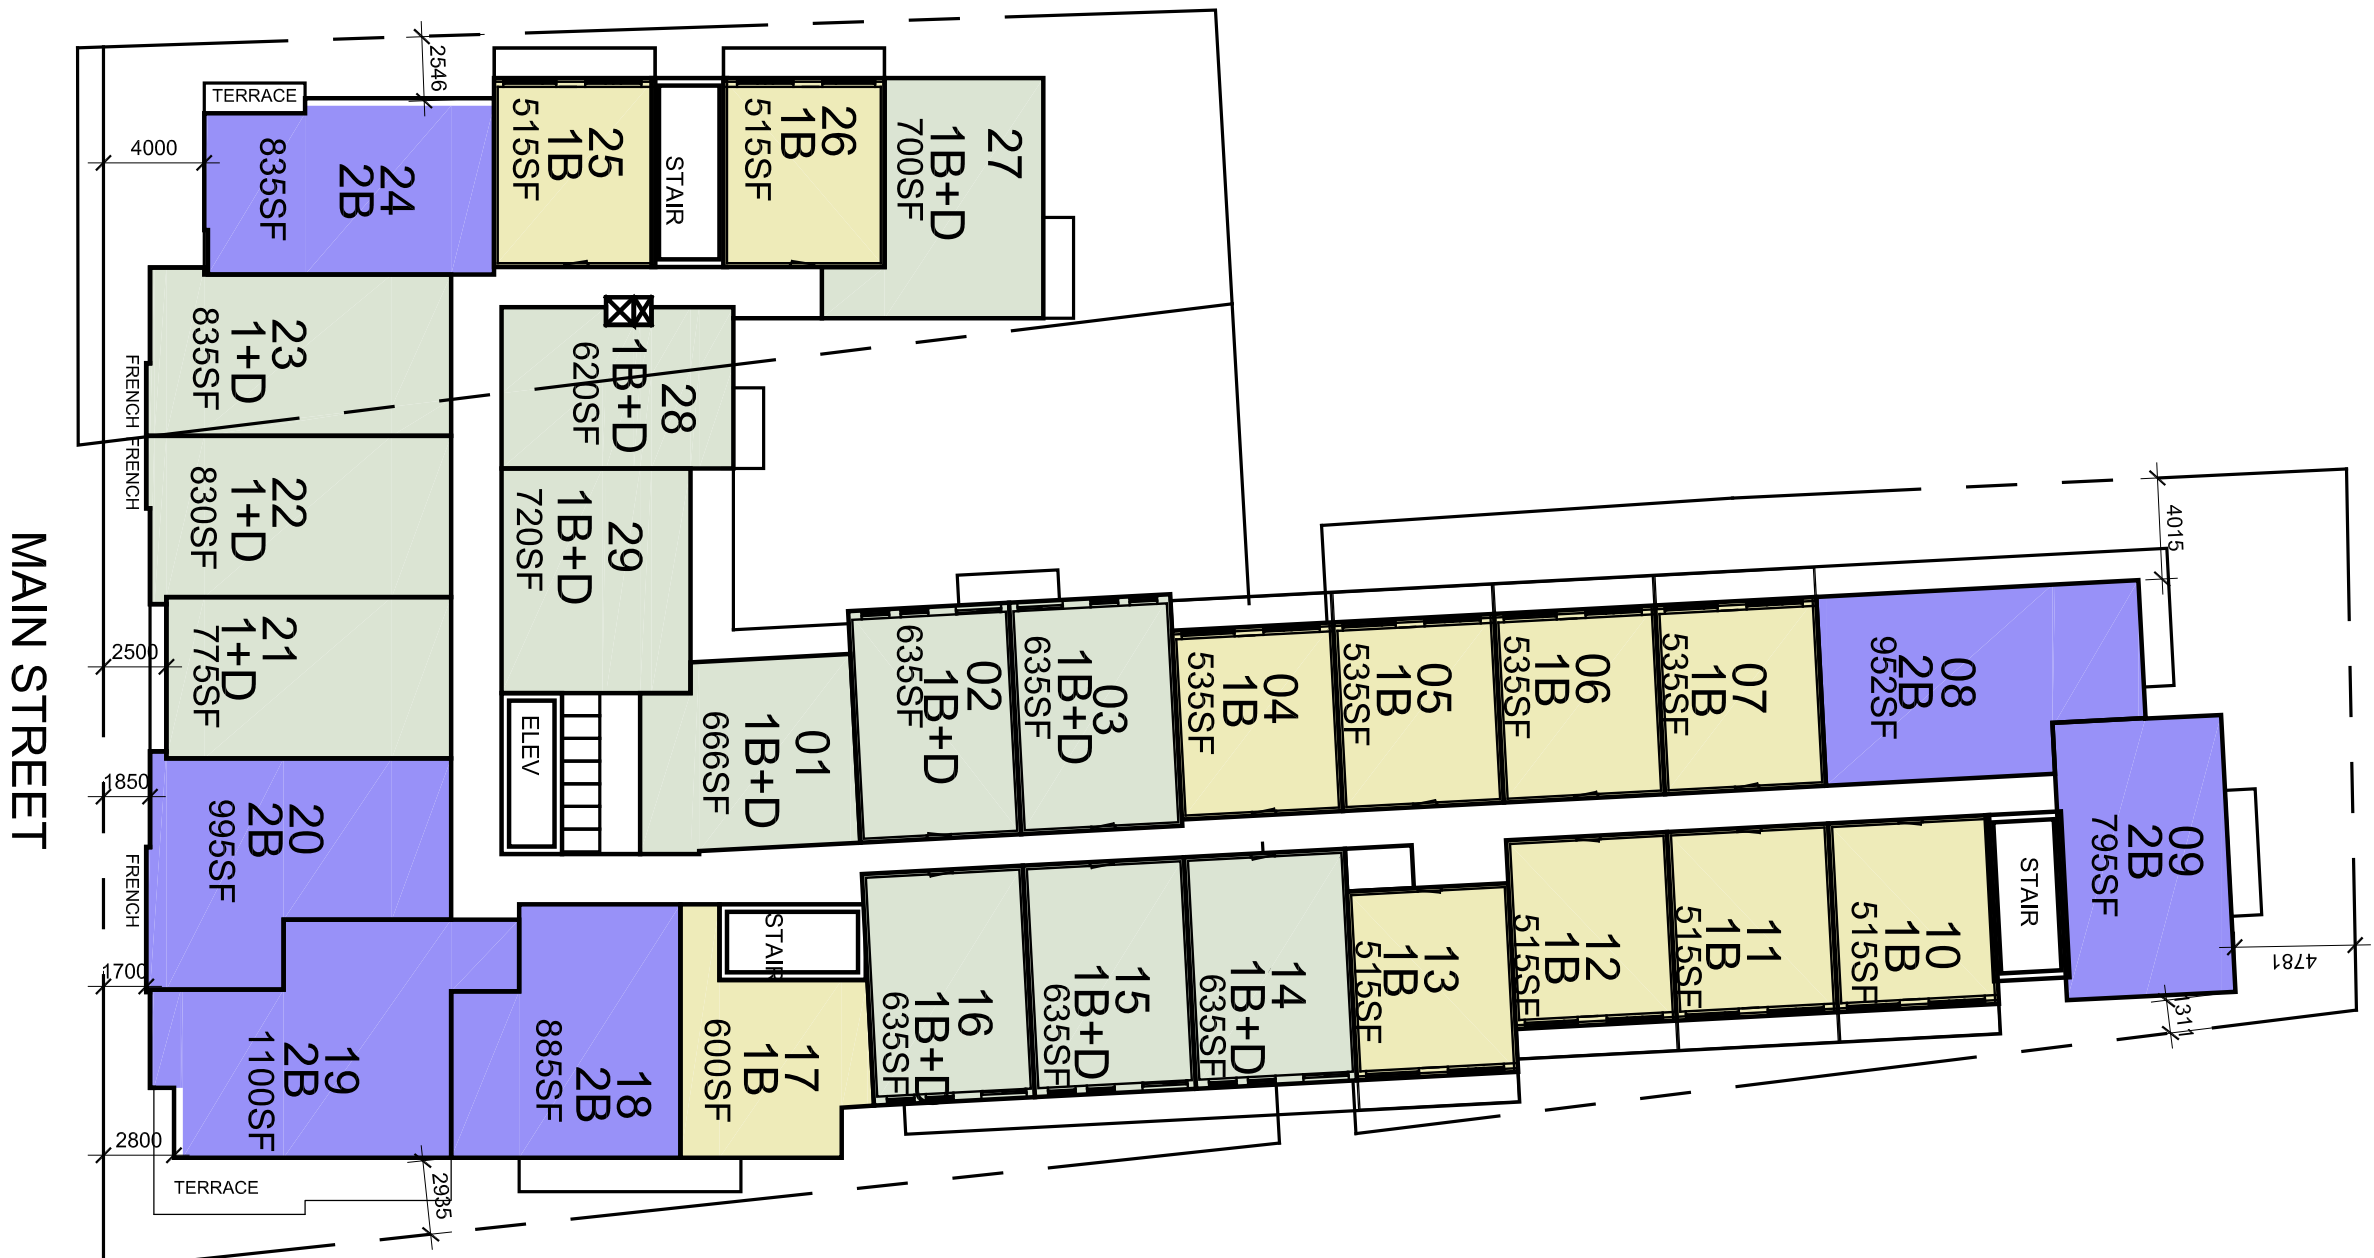 MAIN STREET
2546
4000
TERRACE
24
2B
835SF
25
1B
515SF
STAIR
26
1B
515SF
27
1B+D
700SF
23
1+D
835SF
FRENCH
22
1+D
830SF
FRENCH
21
1+D
775SF
2500
28
1B+D
620SF
29
1B+D
720SF
ELEV
01
1B+D
666SF
02
1B+D
635SF
03
1B+D
635SF
04
1B
535SF
05
1B
535SF
06
1B
535SF
07
1B
535SF
08
2B
952SF
4015
09
2B
795SF
4781
1311
STAIR
10
1B
515SF
11
1B
515SF
12
1B
515SF
13
1B
515SF
14
1B+D
635SF
15
1B+D
635SF
16
1B+D
635SF
STAIR
17
1B
600SF
18
2B
885SF
19
2B
1100SF
20
2B
995SF
FRENCH
1850
1700
2800
TERRACE
2935